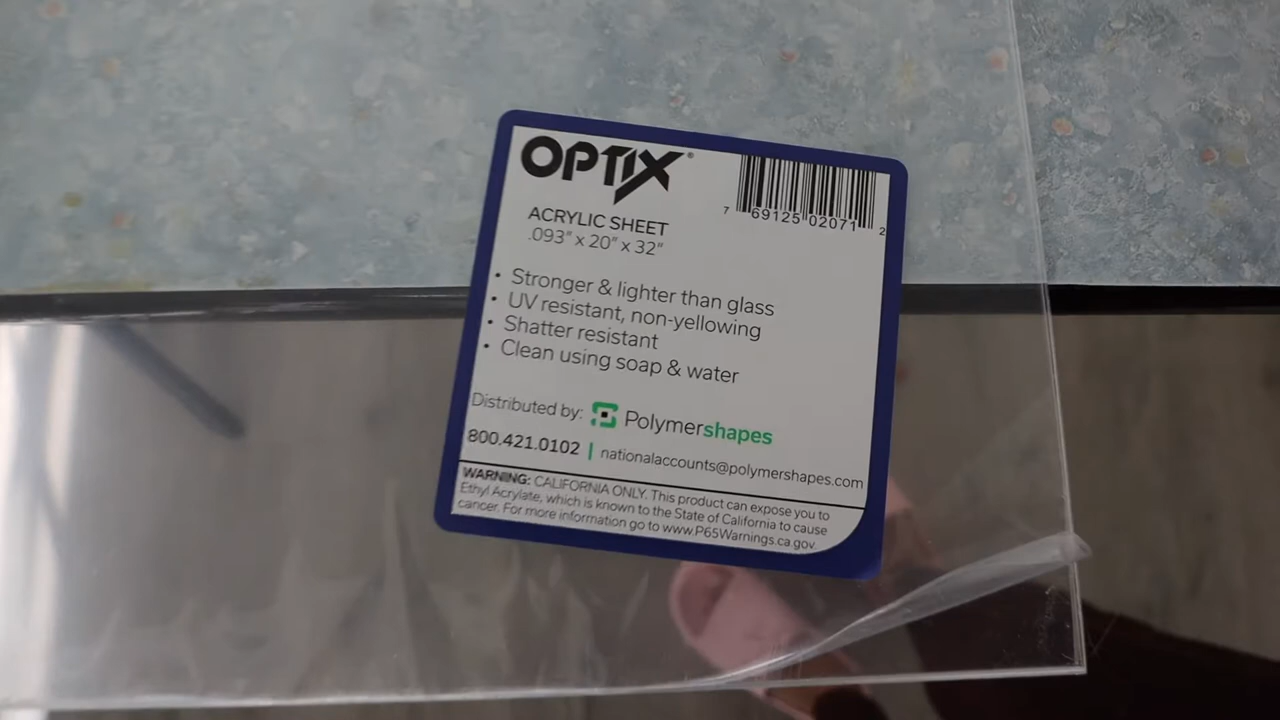 OPTIX®
7 69125 02071 2
ACRYLIC SHEET
.093" x 20" x 32"
• Stronger & lighter than glass
• UV resistant, non-yellowing
• Shatter resistant
• Clean using soap & water
Distributed by: Polymershapes
800.421.0102 | nationalaccounts@polymershapes.com
WARNING: CALIFORNIA ONLY. This product can expose you to
Ethyl Acrylate, which is known to the State of California to cause
cancer. For more information go to www.P65Warnings.ca.gov